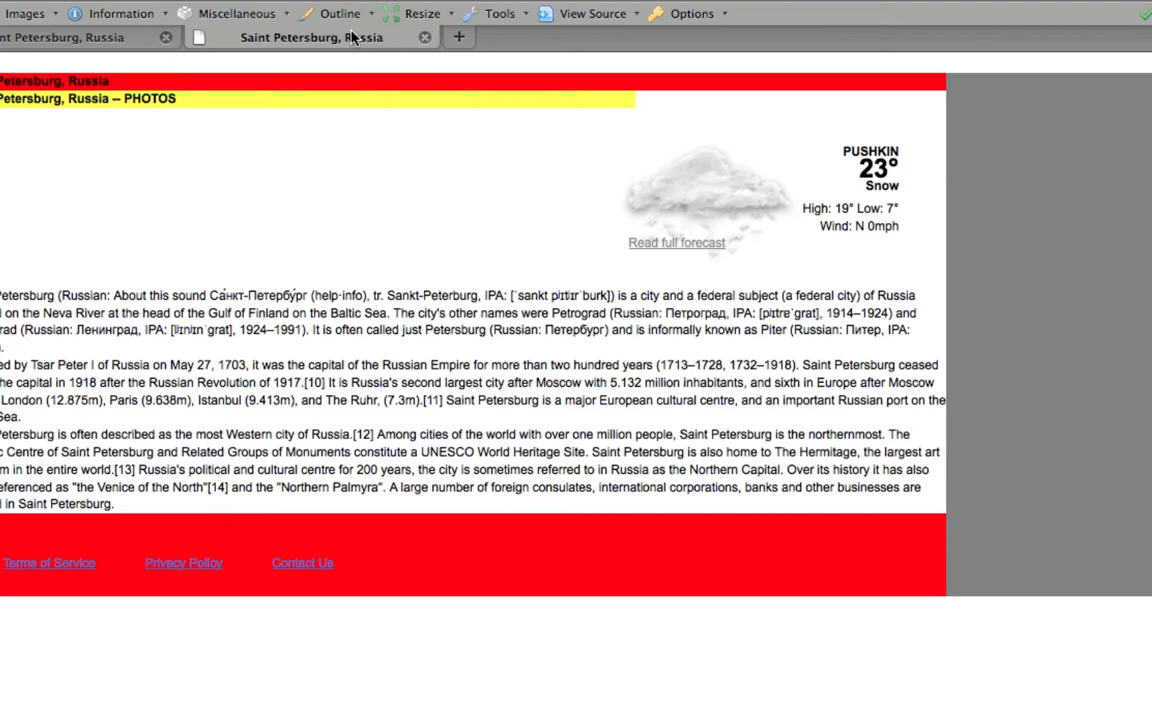 Images Information Miscellaneous Outline Resize Tools View Source Options
nt Petersburg, Russia Saint Petersburg, Russia
Petersburg, Russia
Petersburg, Russia -- PHOTOS
PUSHKIN
23°
Snow
High: 19° Low: 7°
Wind: N 0mph
Read full forecast
etersburg (Russian: About this sound Са́нкт-Петербу́рг (help·info), tr. Sankt-Peterburg, IPA: [ˈsankt pʲɪtʲɪrˈburk]) is a city and a federal subject (a federal city) of Russia
on the Neva River at the head of the Gulf of Finland on the Baltic Sea. The city's other names were Petrograd (Russian: Петроград, IPA: [pʲɪtrɐˈgrat], 1914–1924) and
rad (Russian: Ленинград, IPA: [lʲɪnʲɪnˈgrat], 1924–1991). It is often called just Petersburg (Russian: Петербург) and is informally known as Piter (Russian: Питер, IPA:
).
ed by Tsar Peter I of Russia on May 27, 1703, it was the capital of the Russian Empire for more than two hundred years (1713–1728, 1732–1918). Saint Petersburg ceased
he capital in 1918 after the Russian Revolution of 1917.[10] It is Russia's second largest city after Moscow with 5.132 million inhabitants, and sixth in Europe after Moscow
London (12.875m), Paris (9.638m), Istanbul (9.413m), and The Ruhr, (7.3m).[11] Saint Petersburg is a major European cultural centre, and an important Russian port on the
Sea.
etersburg is often described as the most Western city of Russia.[12] Among cities of the world with over one million people, Saint Petersburg is the northernmost. The
c Centre of Saint Petersburg and Related Groups of Monuments constitute a UNESCO World Heritage Site. Saint Petersburg is also home to The Hermitage, the largest art
m in the entire world.[13] Russia's political and cultural centre for 200 years, the city is sometimes referred to in Russia as the Northern Capital. Over its history it has also
eferenced as "the Venice of the North"[14] and the "Northern Palmyra". A large number of foreign consulates, international corporations, banks and other businesses are
in Saint Petersburg.
Terms of Service Privacy Policy Contact Us